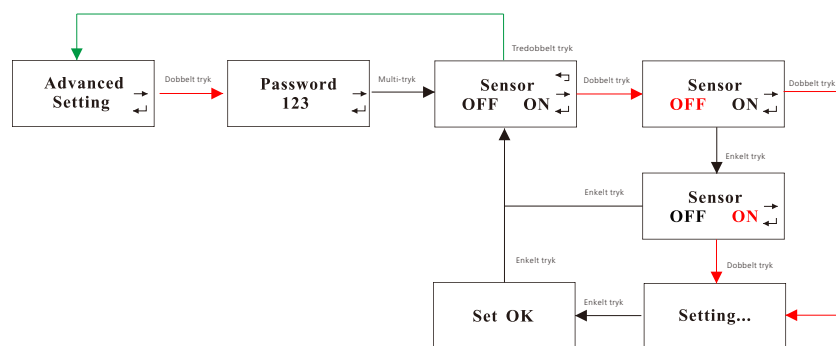 Tredobbelt tryk
Advanced
Setting
Dobbelt tryk
Password
123
Multi-tryk
Sensor
OFF ON
Dobbelt tryk
Sensor
OFF ON
Dobbelt tryk
Enkelt tryk
Sensor
OFF ON
Enkelt tryk
Dobbelt tryk
Enkelt tryk
Set OK
Enkelt tryk
Setting...